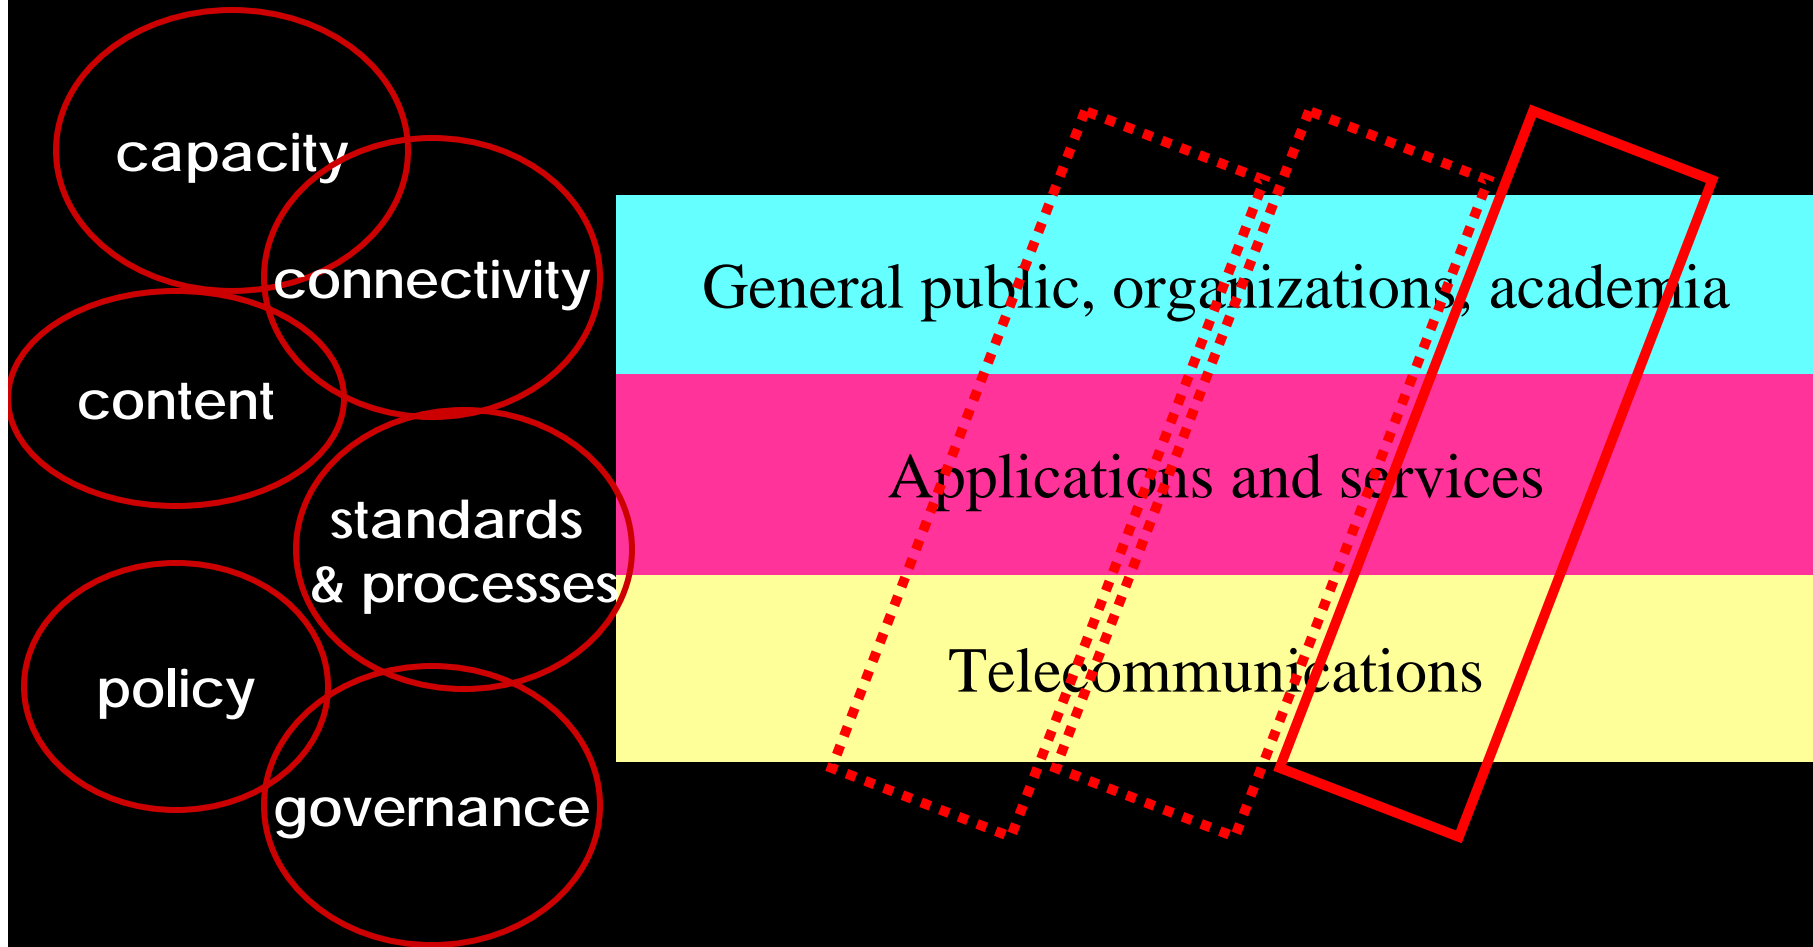 capacity
connectivity
content
standards
& processes
policy
governance
General public, organizations, academia
Applications and services
Telecommunications